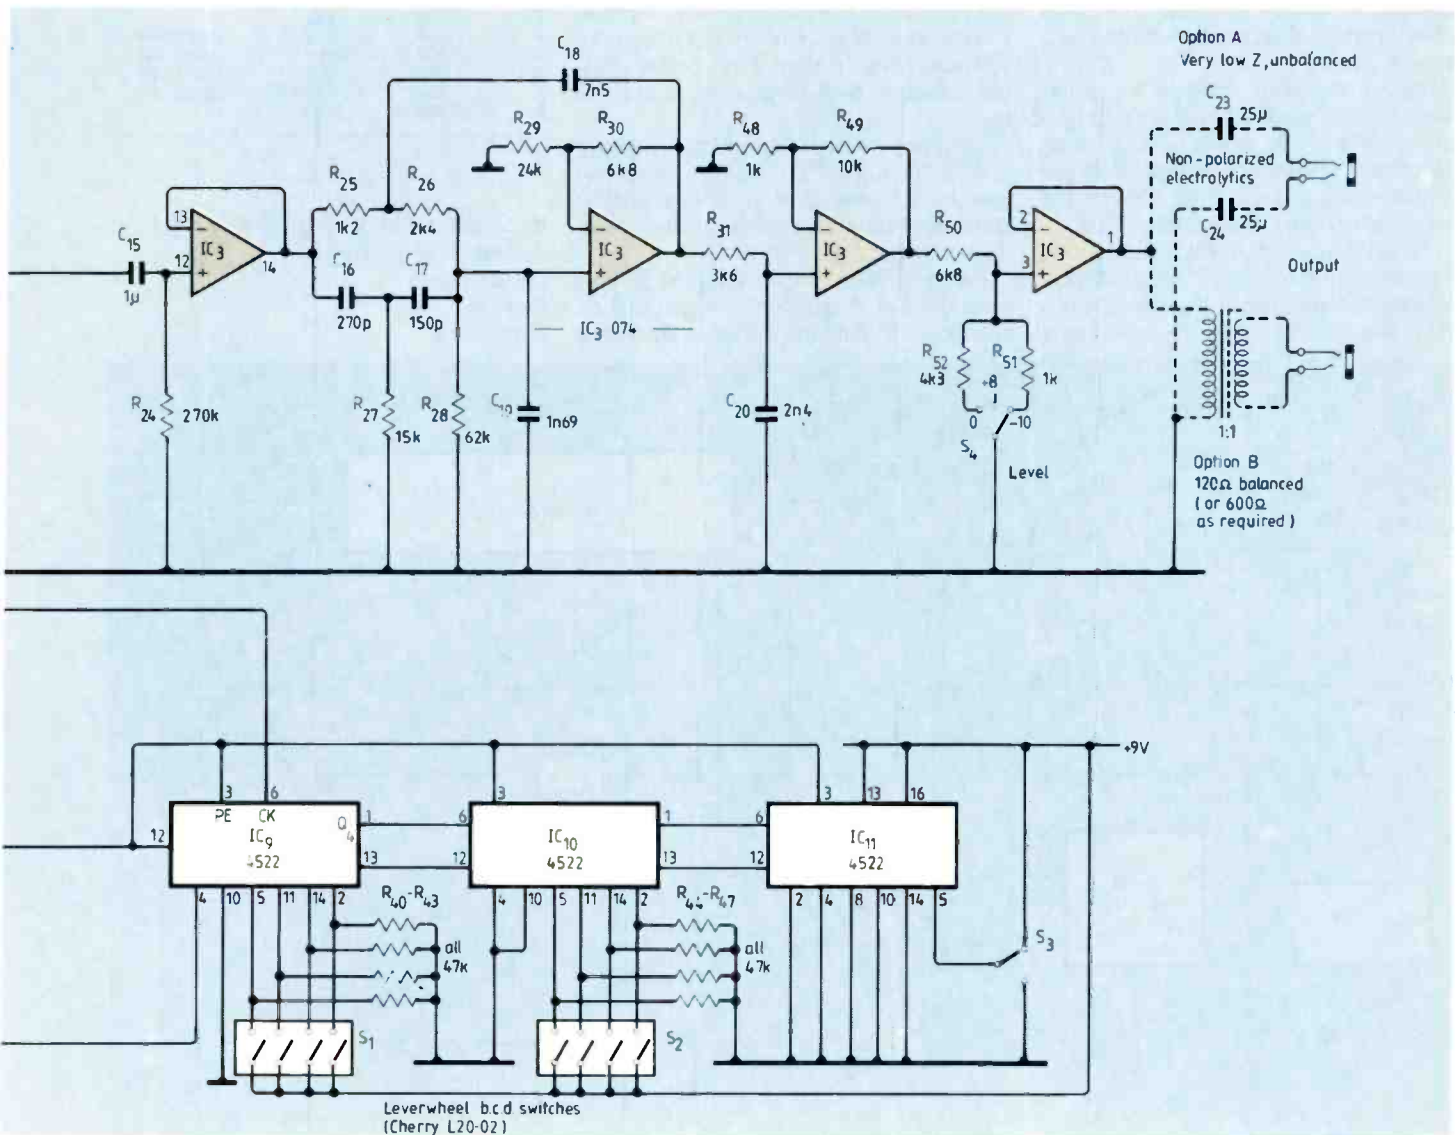 Option A
Very low Z, unbalanced
C18
7n5
C23
25µ
R29
24k
R30
6k8
R48
1k
R49
10k
Non-polarized
electrolytics
R25
1k2
R26
2k4
C24
25µ
C15
1µ
13
12
IC3
14
C16
270p
C17
150p
IC3
R31
3k6
IC3
R50
6k8
2
3
IC3
1
Output
IC3 074
R24
270k
R27
15k
R28
62k
C19
1n69
C20
2n4
R52
4k3
+8
R51
1k
0
-10
S4
Level
1:1
Option B
120Ω balanced
(or 600Ω
as required)
+9V
3
6
3
3
13
16
PE
CK
Q4
12
IC9
4522
1
13
6
12
IC10
4522
1
13
6
12
IC11
4522
4
10
5
11
14
2
R40-R43
all
47k
4
10
5
11
14
2
R44-R47
all
47k
2
4
8
10
14
5
S3
S1
S2
Leverwheel b.c.d. switches
(Cherry L20-02)